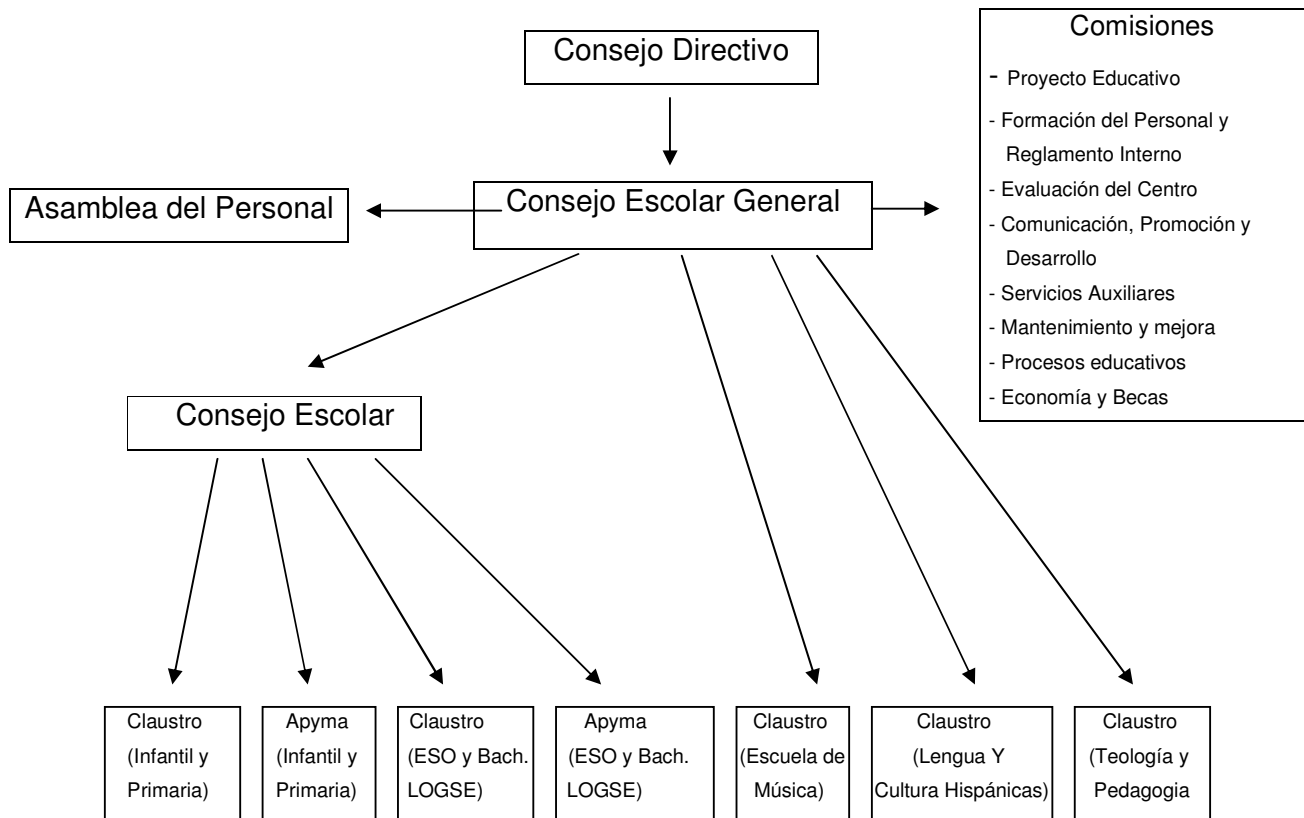 Consejo Directivo
Comisiones
- Proyecto Educativo
- Formación del Personal y
Reglamento Interno
- Evaluación del Centro
- Comunicación, Promoción y
Desarrollo
- Servicios Auxiliares
- Mantenimiento y mejora
- Procesos educativos
- Economía y Becas
Asamblea del Personal
Consejo Escolar General
Consejo Escolar
Claustro
(Infantil y
Primaria)
Apyma
(Infantil y
Primaria)
Claustro
(ESO y Bach.
LOGSE)
Apyma
(ESO y Bach.
LOGSE)
Claustro
(Escuela de
Música)
Claustro
(Lengua Y
Cultura Hispánicas)
Claustro
(Teología y
Pedagogia